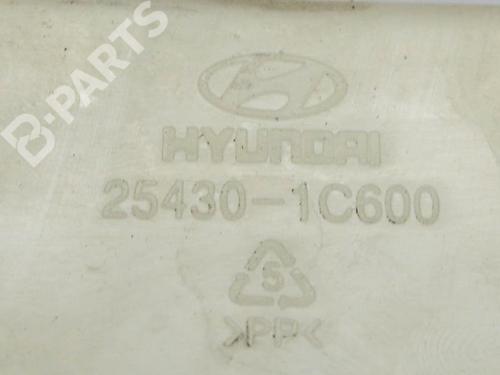 B-PARTS
HYUNDAI
25430-1C600
5
>PP<